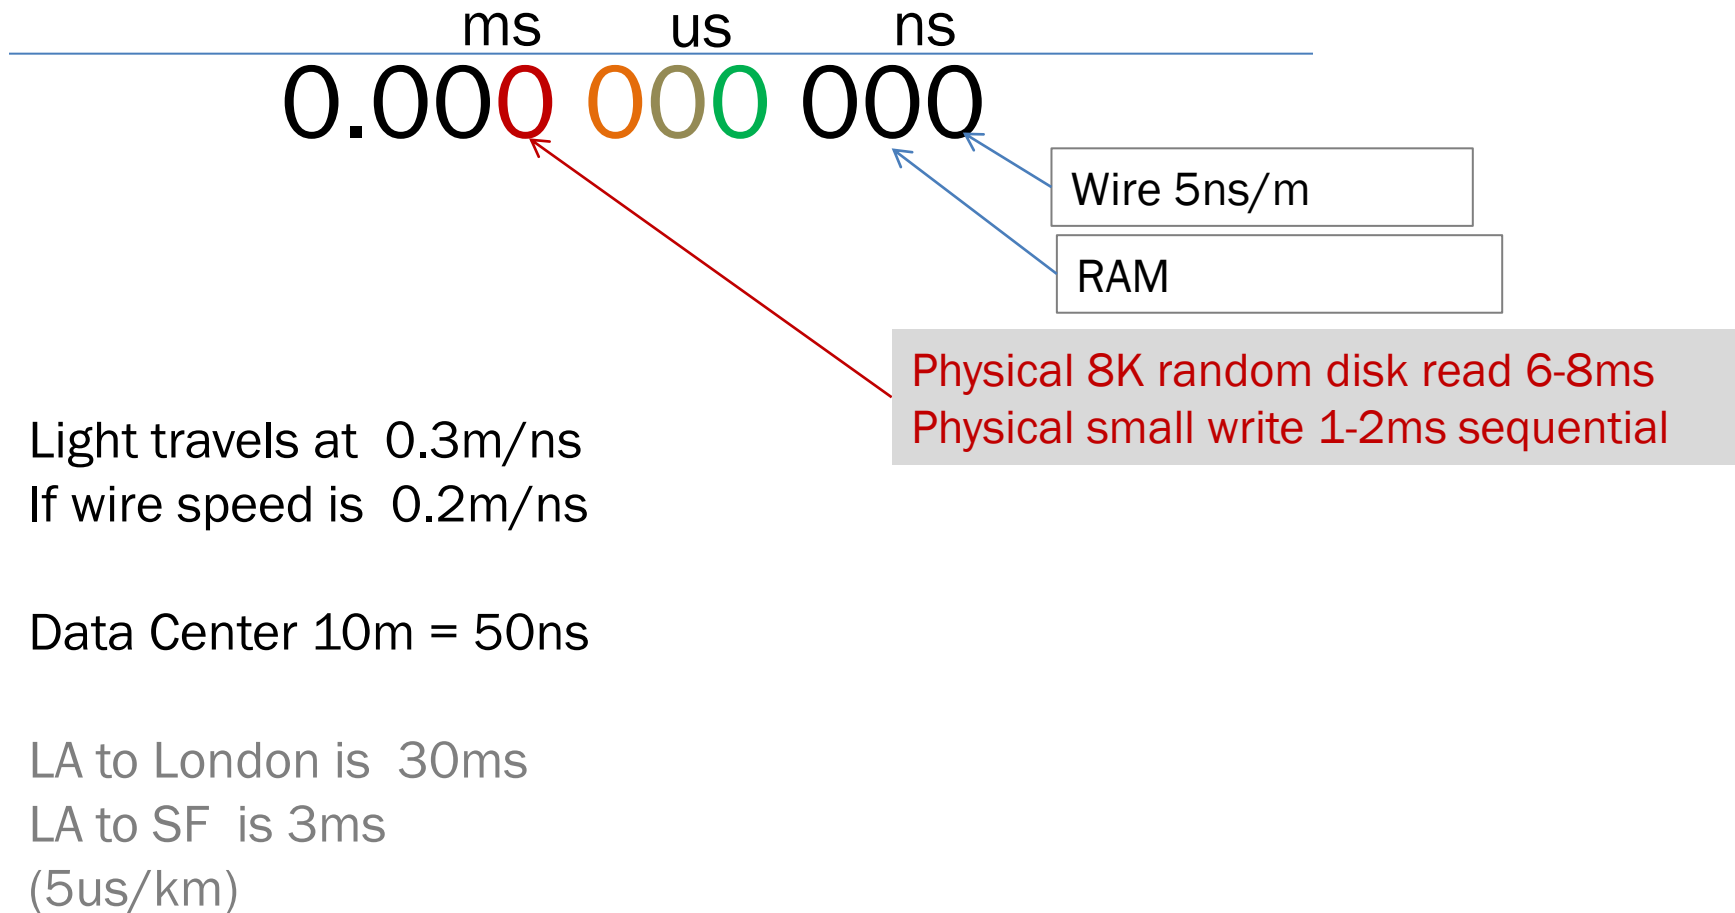 ms us ns
0.000 000 000
Wire 5ns/m
RAM
Physical 8K random disk read 6-8ms
Physical small write 1-2ms sequential
Light travels at 0.3m/ns
If wire speed is 0.2m/ns
Data Center 10m = 50ns
LA to London is 30ms
LA to SF is 3ms
(5us/km)